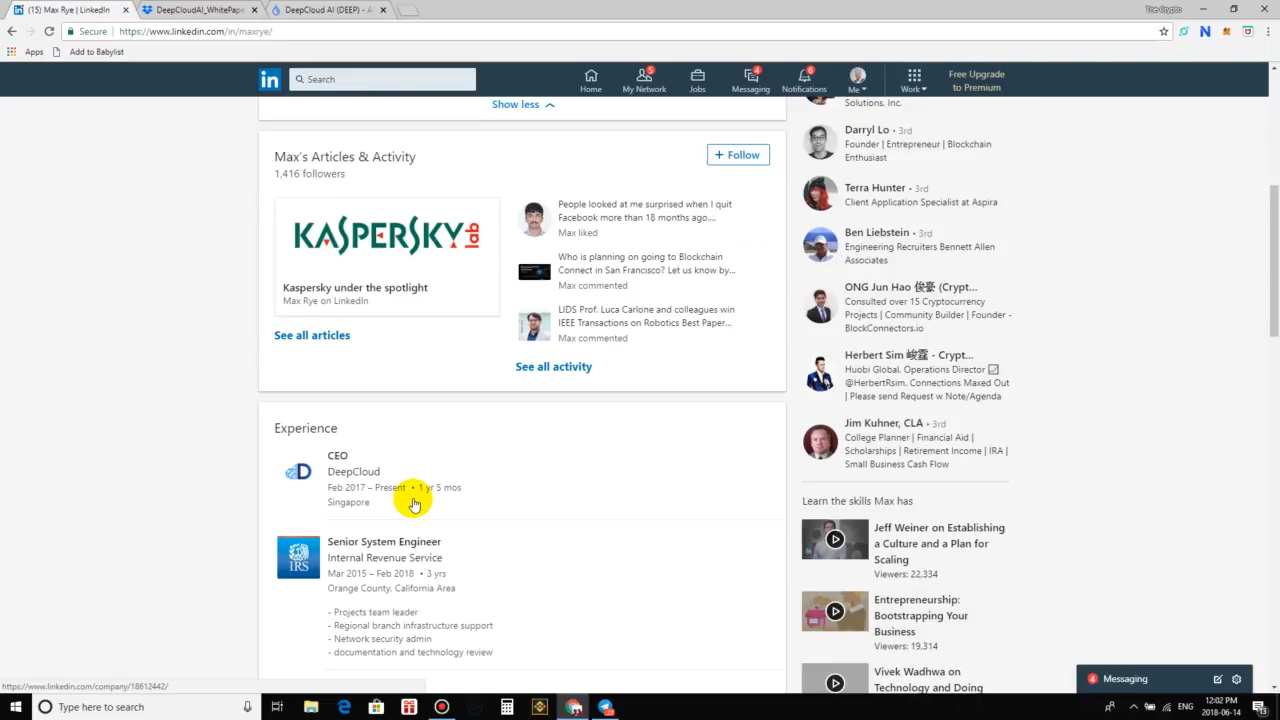 (15) Max Rye | LinkedIn
DeepCloudAI_WhitePape
DeepCloud AI (DEEP) - A
The Crypto
Secure
https://www.linkedin.com/in/maxrye/
Apps
Add to Babylist
in
Search
Home
5
My Network
Jobs
4
Messaging
6
Notifications
Me
Work
Free Upgrade
to Premium
Show less
Max's Articles & Activity
1,416 followers
+ Follow
KASPERSKY lab
Kaspersky under the spotlight
Max Rye on LinkedIn
See all articles
People looked at me surprised when I quit
Facebook more than 18 months ago....
Max liked
Who is planning on going to Blockchain
Connect in San Francisco? Let us know by...
Max commented
LIDS Prof. Luca Carlone and colleagues win
IEEE Transactions on Robotics Best Paper...
Max commented
See all activity
Experience
CEO
DeepCloud
Feb 2017 – Present • 1 yr 5 mos
Singapore
IRS
Senior System Engineer
Internal Revenue Service
Mar 2015 – Feb 2018 • 3 yrs
Orange County, California Area
- Projects team leader
- Regional branch infrastructure support
- Network security admin
- documentation and technology review
Solutions, Inc.
Darryl Lo • 3rd
Founder | Entrepreneur | Blockchain
Enthusiast
Terra Hunter • 3rd
Client Application Specialist at Aspira
Ben Liebstein • 3rd
Engineering Recruiters Bennett Allen
Associates
ONG Jun Hao 俊豪 (Crypt...
Consulted over 15 Cryptocurrency
Projects | Community Builder | Founder -
BlockConnectors.io
Herbert Sim 峻霆 - Crypt...
Huobi Global. Operations Director
@HerbertRsim. Connections Maxed Out
| Please send Request w Note/Agenda
Jim Kuhner, CLA • 3rd
College Planner | Financial Aid |
Scholarships | Retirement Income | IRA |
Small Business Cash Flow
Learn the skills Max has
Jeff Weiner on Establishing
a Culture and a Plan for
Scaling
Viewers: 22,334
Entrepreneurship:
Bootstrapping Your
Business
Viewers: 19,314
Vivek Wadhwa on
Technology and Doing
4
Messaging
https://www.linkedin.com/company/18612442/
Type here to search
12:02 PM
2018-06-14